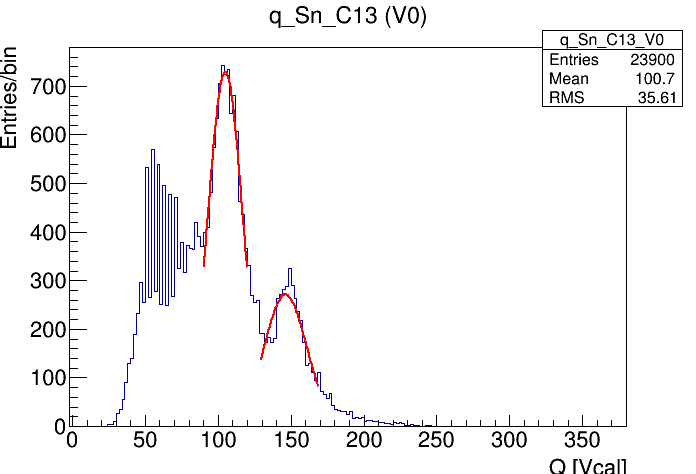 q_Sn_C13 (V0)
q_Sn_C13_V0
Entries 23900
Mean 100.7
RMS 35.61
Entries/bin
700
600
500
400
300
200
100
0
0 50 100 150 200 250 300 350
Q [Vcal]